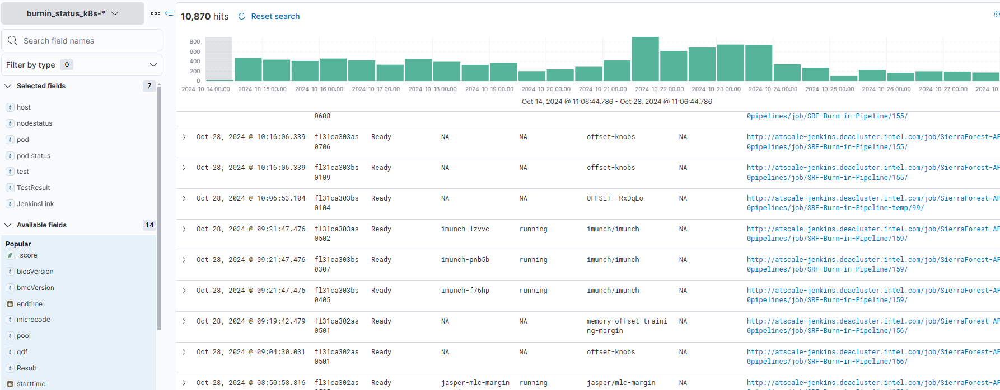 burnin_status_k8s-*
Search field names
Filter by type 0
Selected fields 7
host
nodestatus
pod
pod status
test
TestResult
JenkinsLink
Available fields 14
Popular
_score
biosVersion
bmcVersion
endtime
microcode
pool
qdf
Result
starttime
10,870 hits Reset search
800
600
400
200
0
2024-10-14 00:00 2024-10-15 00:00 2024-10-16 00:00 2024-10-17 00:00 2024-10-18 00:00 2024-10-19 00:00 2024-10-20 00:00 2024-10-21 00:00 2024-10-22 00:00 2024-10-23 00:00 2024-10-24 00:00 2024-10-25 00:00 2024-10-26 00:00 2024-10-27 00:00 2024-10-
Oct 14, 2024 @ 11:06:44.786 - Oct 28, 2024 @ 11:06:44.786
0608 0pipelines/job/SRF-Burn-in-Pipeline/155/
Oct 28, 2024 @ 10:16:06.339 fl31ca303as Ready NA NA offset-knobs NA http://atscale-jenkins.deacluster.intel.com/job/SierraForest-AP
0706 0pipelines/job/SRF-Burn-in-Pipeline/155/
Oct 28, 2024 @ 10:16:06.339 fl31ca303bs Ready NA NA offset-knobs NA http://atscale-jenkins.deacluster.intel.com/job/SierraForest-AP
0109 0pipelines/job/SRF-Burn-in-Pipeline/155/
Oct 28, 2024 @ 10:06:53.104 fl31ca303bs Ready NA NA OFFSET- RxDqLo NA http://atscale-jenkins.deacluster.intel.com/job/SierraForest-AP
0104 0pipelines/job/SRF-Burn-in-Pipeline-temp/99/
Oct 28, 2024 @ 09:21:47.476 fl31ca303as Ready imunch-lzvvc running imunch/imunch NA http://atscale-jenkins.deacluster.intel.com/job/SierraForest-AP
0502 0pipelines/job/SRF-Burn-in-Pipeline/159/
Oct 28, 2024 @ 09:21:47.476 fl31ca303bs Ready imunch-pnb5b running imunch/imunch NA http://atscale-jenkins.deacluster.intel.com/job/SierraForest-AP
0307 0pipelines/job/SRF-Burn-in-Pipeline/159/
Oct 28, 2024 @ 09:21:47.476 fl31ca303bs Ready imunch-f76hp running imunch/imunch NA http://atscale-jenkins.deacluster.intel.com/job/SierraForest-AP
0405 0pipelines/job/SRF-Burn-in-Pipeline/159/
Oct 28, 2024 @ 09:19:42.479 fl31ca302as Ready NA NA memory-offset-traini NA http://atscale-jenkins.deacluster.intel.com/job/SierraForest-AP
0501 ng-margin 0pipelines/job/SRF-Burn-in-Pipeline/156/
Oct 28, 2024 @ 09:04:30.031 fl31ca302as Ready NA NA offset-knobs NA http://atscale-jenkins.deacluster.intel.com/job/SierraForest-AP
0501 0pipelines/job/SRF-Burn-in-Pipeline/156/
Oct 28, 2024 @ 08:50:58.816 fl31ca303as Ready jasper-mlc-margin running jasper/mlc-margin NA http://atscale-jenkins.deacluster.intel.com/job/SierraForest-AP